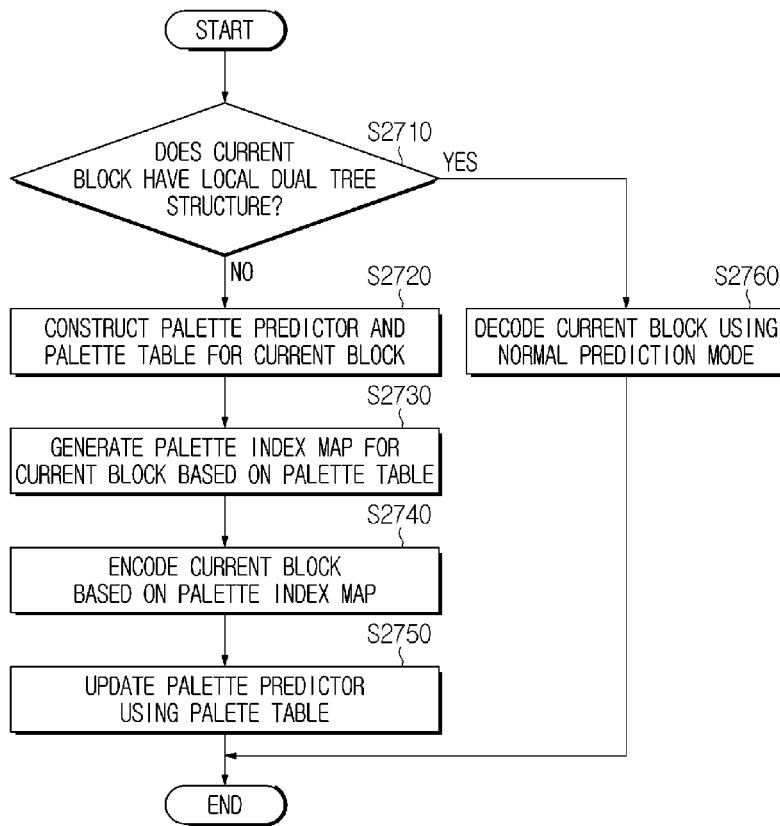 START
S2710
DOES CURRENT
BLOCK HAVE LOCAL DUAL TREE
STRUCTURE?
YES
NO
S2720
CONSTRUCT PALETTE PREDICTOR AND
PALETTE TABLE FOR CURRENT BLOCK
S2760
DECODE CURRENT BLOCK USING
NORMAL PREDICTION MODE
S2730
GENERATE PALETTE INDEX MAP FOR
CURRENT BLOCK BASED ON PALETTE TABLE
S2740
ENCODE CURRENT BLOCK
BASED ON PALETTE INDEX MAP
S2750
UPDATE PALETTE PREDICTOR
USING PALETE TABLE
END